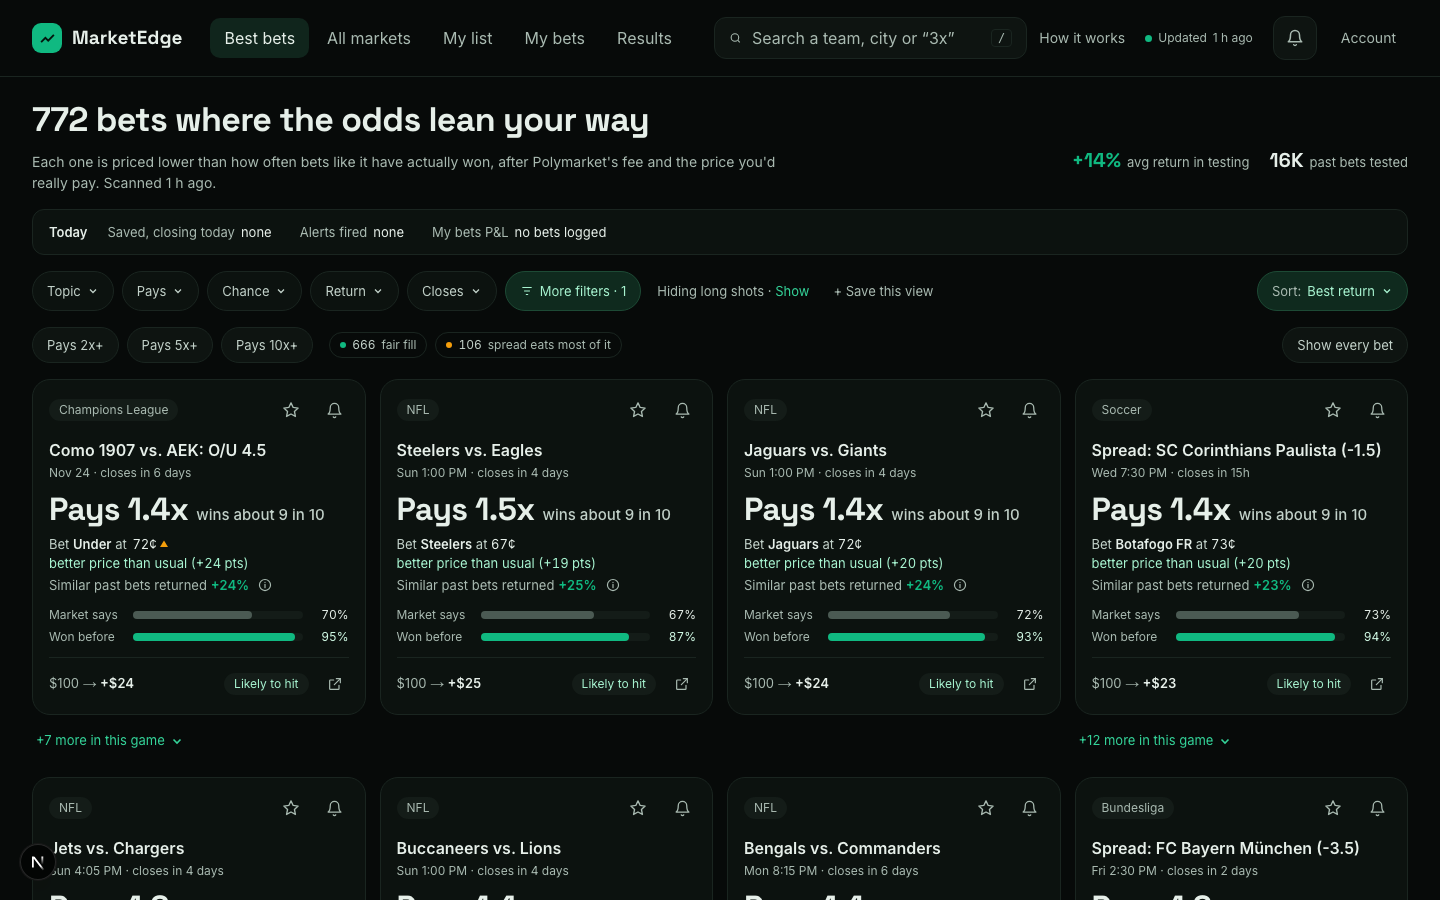 MarketEdge
Best bets
All markets
My list
My bets
Results
Search a team, city or “3x”
/
How it works
Updated 1 h ago
Account
772 bets where the odds lean your way
Each one is priced lower than how often bets like it have actually won, after Polymarket's fee and the price you'd
really pay. Scanned 1 h ago.
+14% avg return in testing
16K past bets tested
Today
Saved, closing today none
Alerts fired none
My bets P&L no bets logged
Topic
Pays
Chance
Return
Closes
More filters · 1
Hiding long shots · Show
+ Save this view
Sort: Best return
Pays 2x+
Pays 5x+
Pays 10x+
666 fair fill
106 spread eats most of it
Show every bet
Champions League
Como 1907 vs. AEK: O/U 4.5
Nov 24 · closes in 6 days
Pays 1.4x wins about 9 in 10
Bet Under at 72¢
better price than usual (+24 pts)
Similar past bets returned +24%
Market says 70%
Won before 95%
$100 → +$24
Likely to hit
+7 more in this game
NFL
Steelers vs. Eagles
Sun 1:00 PM · closes in 4 days
Pays 1.5x wins about 9 in 10
Bet Steelers at 67¢
better price than usual (+19 pts)
Similar past bets returned +25%
Market says 67%
Won before 87%
$100 → +$25
Likely to hit
NFL
Jaguars vs. Giants
Sun 1:00 PM · closes in 4 days
Pays 1.4x wins about 9 in 10
Bet Jaguars at 72¢
better price than usual (+20 pts)
Similar past bets returned +24%
Market says 72%
Won before 93%
$100 → +$24
Likely to hit
Soccer
Spread: SC Corinthians Paulista (-1.5)
Wed 7:30 PM · closes in 15h
Pays 1.4x wins about 9 in 10
Bet Botafogo FR at 73¢
better price than usual (+20 pts)
Similar past bets returned +23%
Market says 73%
Won before 94%
$100 → +$23
Likely to hit
+12 more in this game
NFL
Jets vs. Chargers
Sun 4:05 PM · closes in 4 days
NFL
Buccaneers vs. Lions
Sun 1:00 PM · closes in 4 days
NFL
Bengals vs. Commanders
Mon 8:15 PM · closes in 6 days
Bundesliga
Spread: FC Bayern München (-3.5)
Fri 2:30 PM · closes in 2 days
N